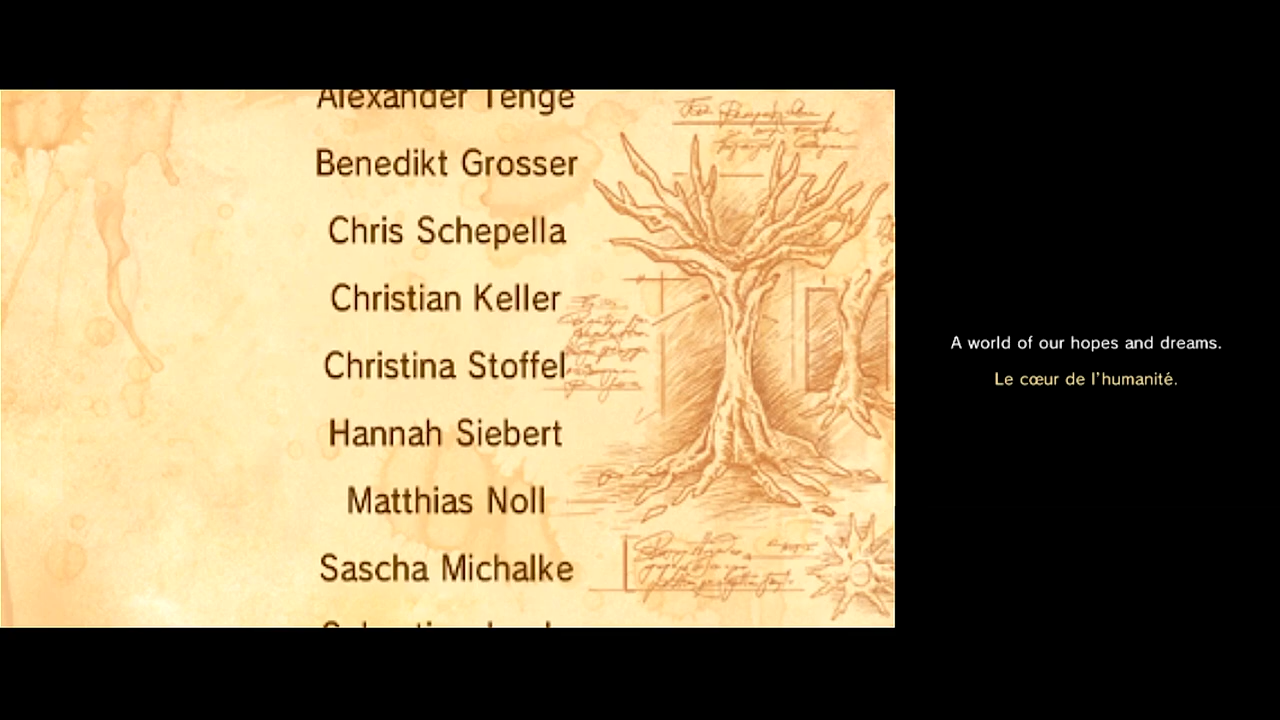 Alexander Tenge
Benedikt Grosser
Chris Schepella
Christian Keller
Christina Stoffel
Hannah Siebert
Matthias Noll
Sascha Michalke
A world of our hopes and dreams.
Le cœur de l'humanité.